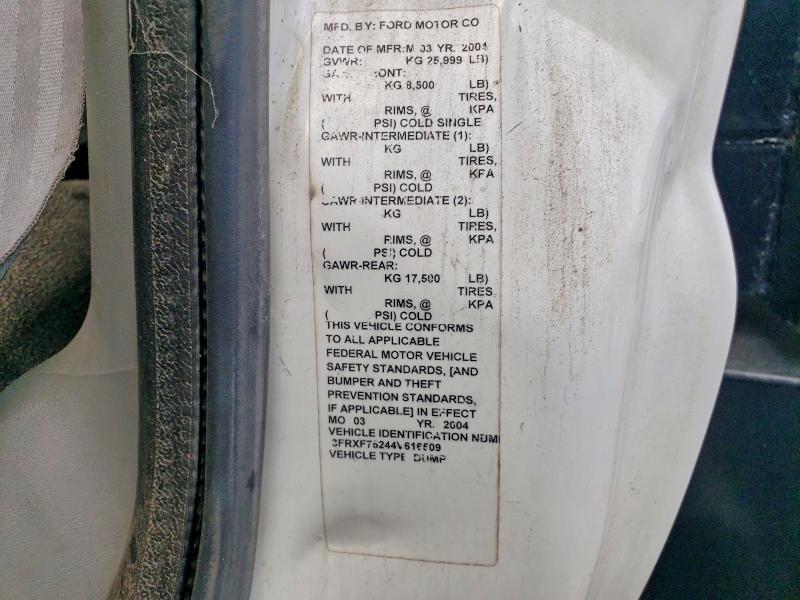 MFD. BY: FORD MOTOR CO
DATE OF MFR: M 03 YR. 2004
GVWR: KG 25,999 LB)
KG 8,500 LB)
WITH TIRES,
RIMS, @ KPA
( PSI) COLD SINGLE
GAWR-INTERMEDIATE (1):
KG LB)
WITH TIRES,
RIMS, @ KPA
( PSI) COLD
GAWR-INTERMEDIATE (2):
KG LB)
WITH TIRES,
RIMS, @ KPA
( PSI) COLD
GAWR-REAR:
KG 17,500 LB)
WITH TIRES,
RIMS, @ KPA
( PSI) COLD
THIS VEHICLE CONFORMS
TO ALL APPLICABLE
FEDERAL MOTOR VEHICLE
SAFETY STANDARDS, [AND
BUMPER AND THEFT
PREVENTION STANDARDS,
IF APPLICABLE] IN EFFECT
MO 03 YR. 2004
VEHICLE IDENTIFICATION NUM
VEHICLE TYPE DUMP